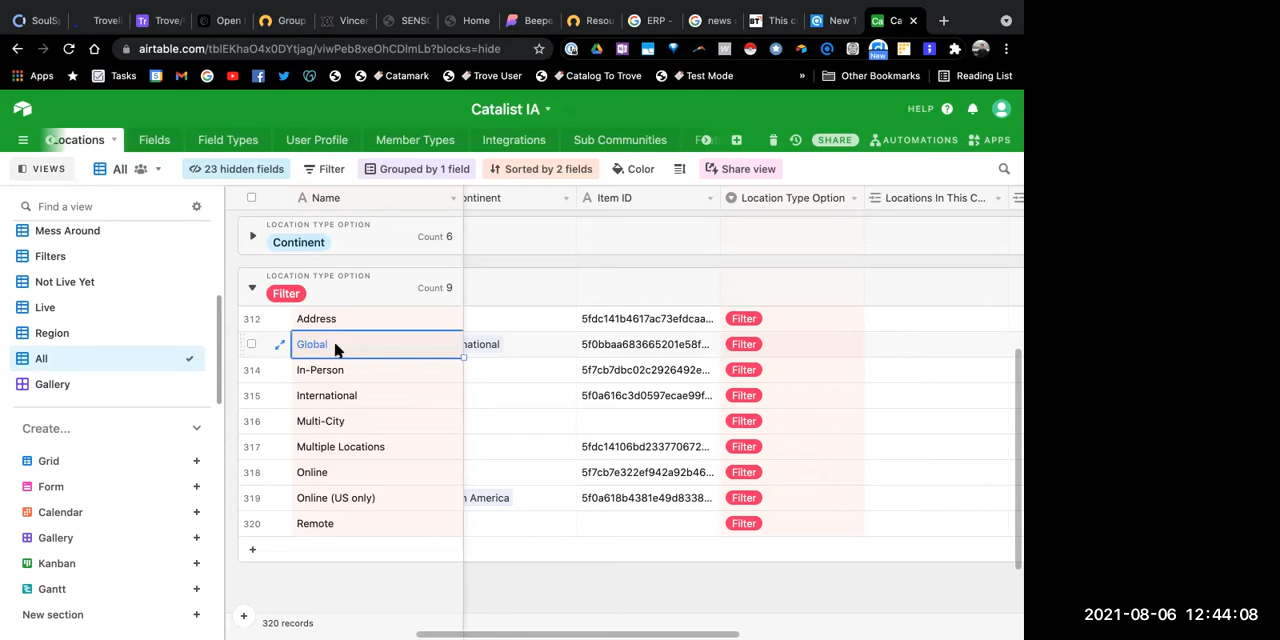 SoulS
Trovel
Trove/
Open
Group
Vincer
SENSO
Home
Beepe
Resou
ERP -
news
This c
New T
Ca
airtable.com/tblEKhaO4x0DYtjag/viwPeb8xeOhCDlmLb?blocks=hide
New
Apps
Tasks
Catamark
Trove User
Catalog To Trove
Test Mode
»
Other Bookmarks
Reading List
Catalist IA
HELP
Locations
Fields
Field Types
User Profile
Member Types
Integrations
Sub Communities
SHARE
AUTOMATIONS
APPS
VIEWS
All
23 hidden fields
Filter
Grouped by 1 field
Sorted by 2 fields
Color
Share view
Find a view
Name
ontinent
Item ID
Location Type Option
Locations In This C...
Mess Around
Filters
Not Live Yet
Live
Region
All
Gallery
Create...
Grid +
Form +
Calendar +
Gallery +
Kanban +
Gantt +
New section +
LOCATION TYPE OPTION
Continent
Count 6
LOCATION TYPE OPTION
Filter
Count 9
312 Address 5fdc141b4617ac73efdcaa... Filter
Global national 5f0bbaa683665201e58f... Filter
314 In-Person 5f7cb7dbc02c2926492e... Filter
315 International 5f0a616c3d0597ecae99f... Filter
316 Multi-City Filter
317 Multiple Locations 5fdc14106bd233770672... Filter
318 Online 5f7cb7e322ef942a92b46... Filter
319 Online (US only) n America 5f0a618b4381e49d8338... Filter
320 Remote Filter
+
+
320 records
2021-08-06 12:44:08